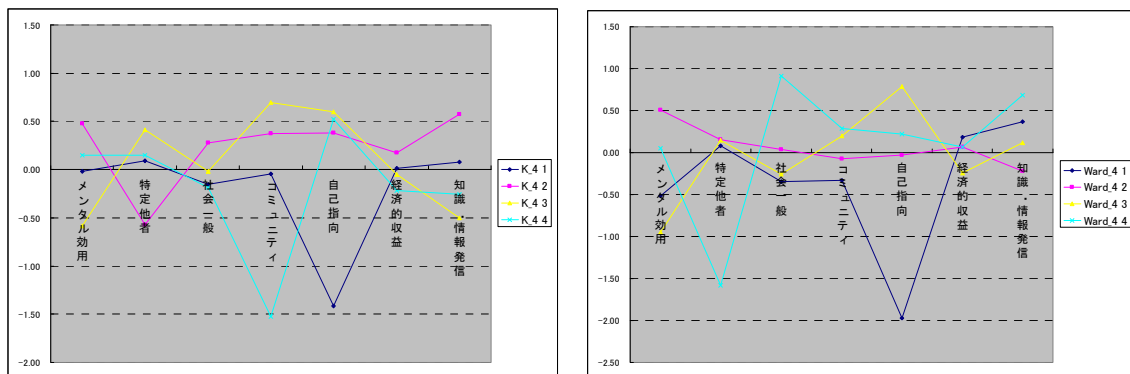 1.50
1.00
0.50
0.00
-0.50
-1.00
-1.50
-2.00
メンタル効用
特定他者
社会一般
コミュニティ
自己指向
経済的収益
知識・情報発信
K_4 1
K_4 2
K_4 3
K_4 4
1.50
1.00
0.50
0.00
-0.50
-1.00
-1.50
-2.00
-2.50
メンタル効用
特定他者
社会一般
コミュニティ
自己指向
経済的収益
知識・情報発信
Ward_4 1
Ward_4 2
Ward_4 3
Ward_4 4